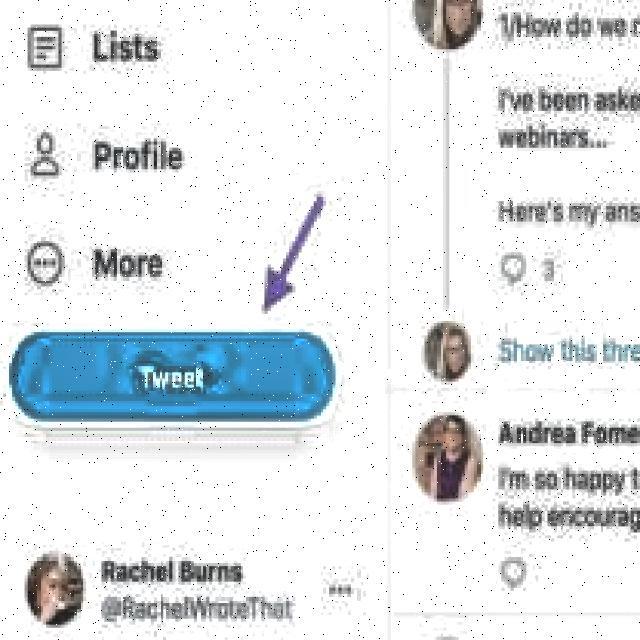 Lists
Profile
More
Tweet
Rachel Burns
@RachelWroteThat
1/How do we
I've been aske
webinars...
Here's my ans
3
Show this thre
Andrea Fome
I'm so happy t
help encourag